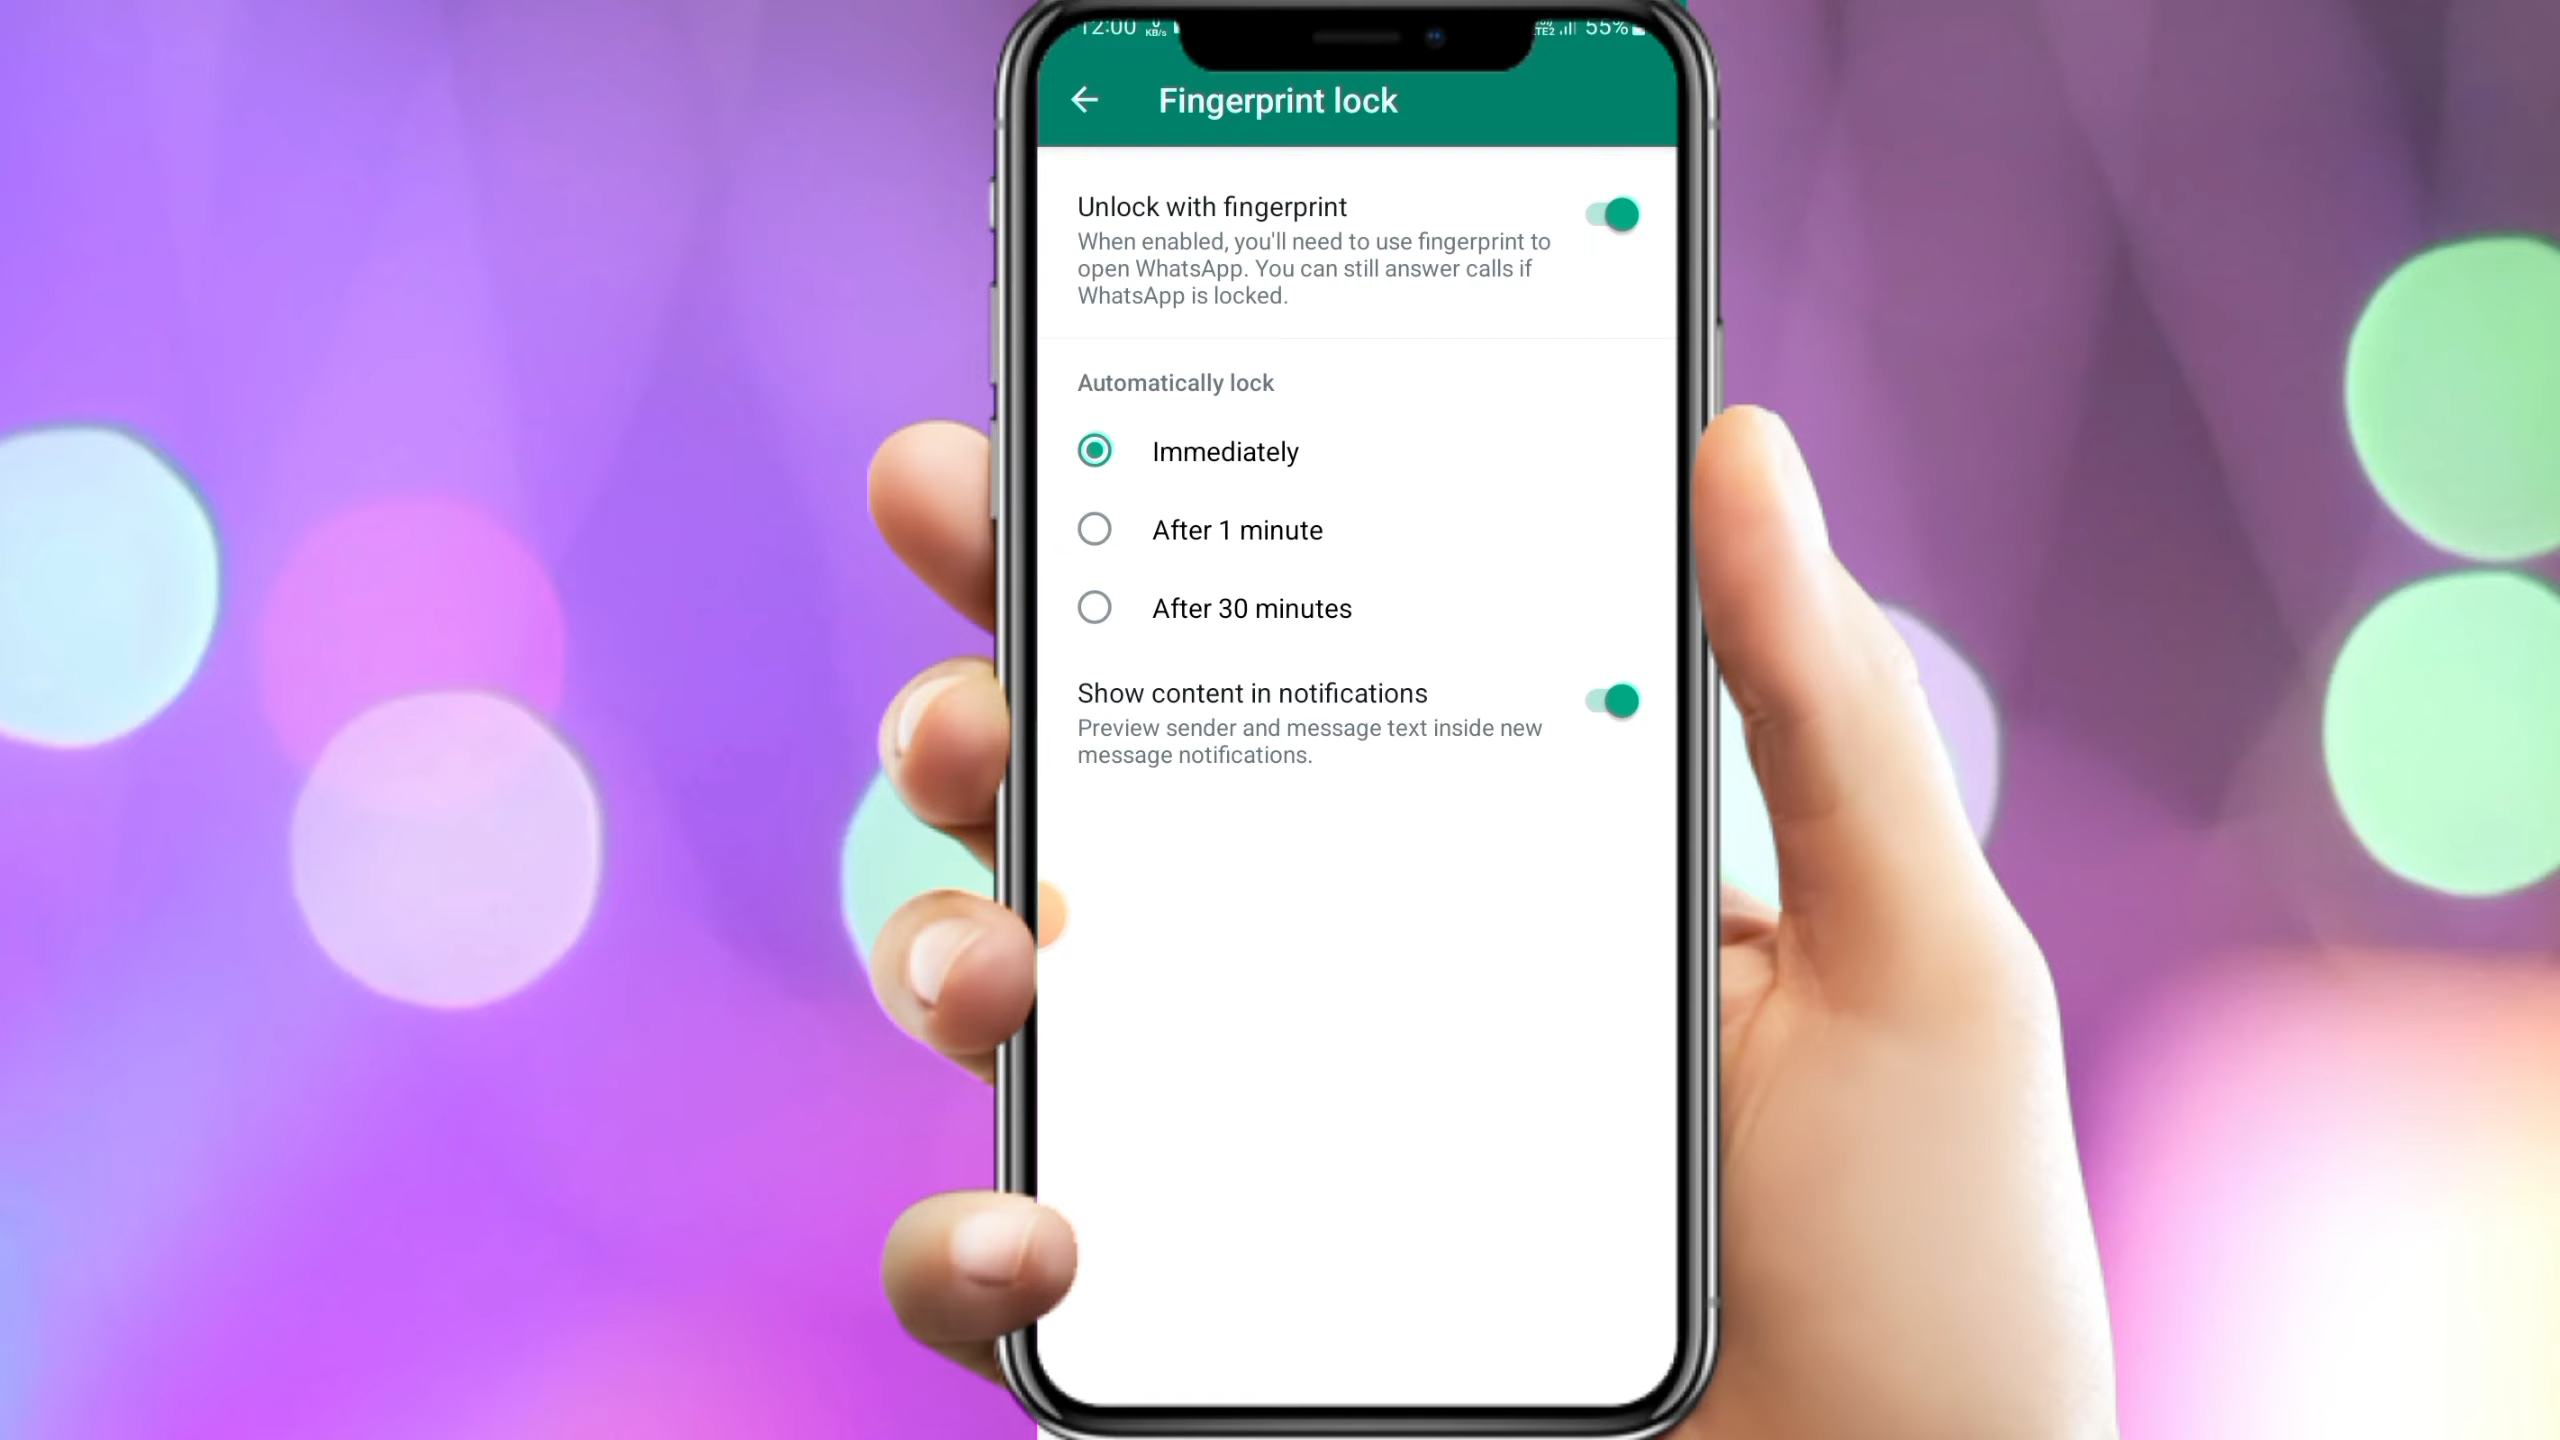 12:00 KB/s 55%
Fingerprint lock
Unlock with fingerprint
When enabled, you'll need to use fingerprint to
open WhatsApp. You can still answer calls if
WhatsApp is locked.
Automatically lock
Immediately
After 1 minute
After 30 minutes
Show content in notifications
Preview sender and message text inside new
message notifications.